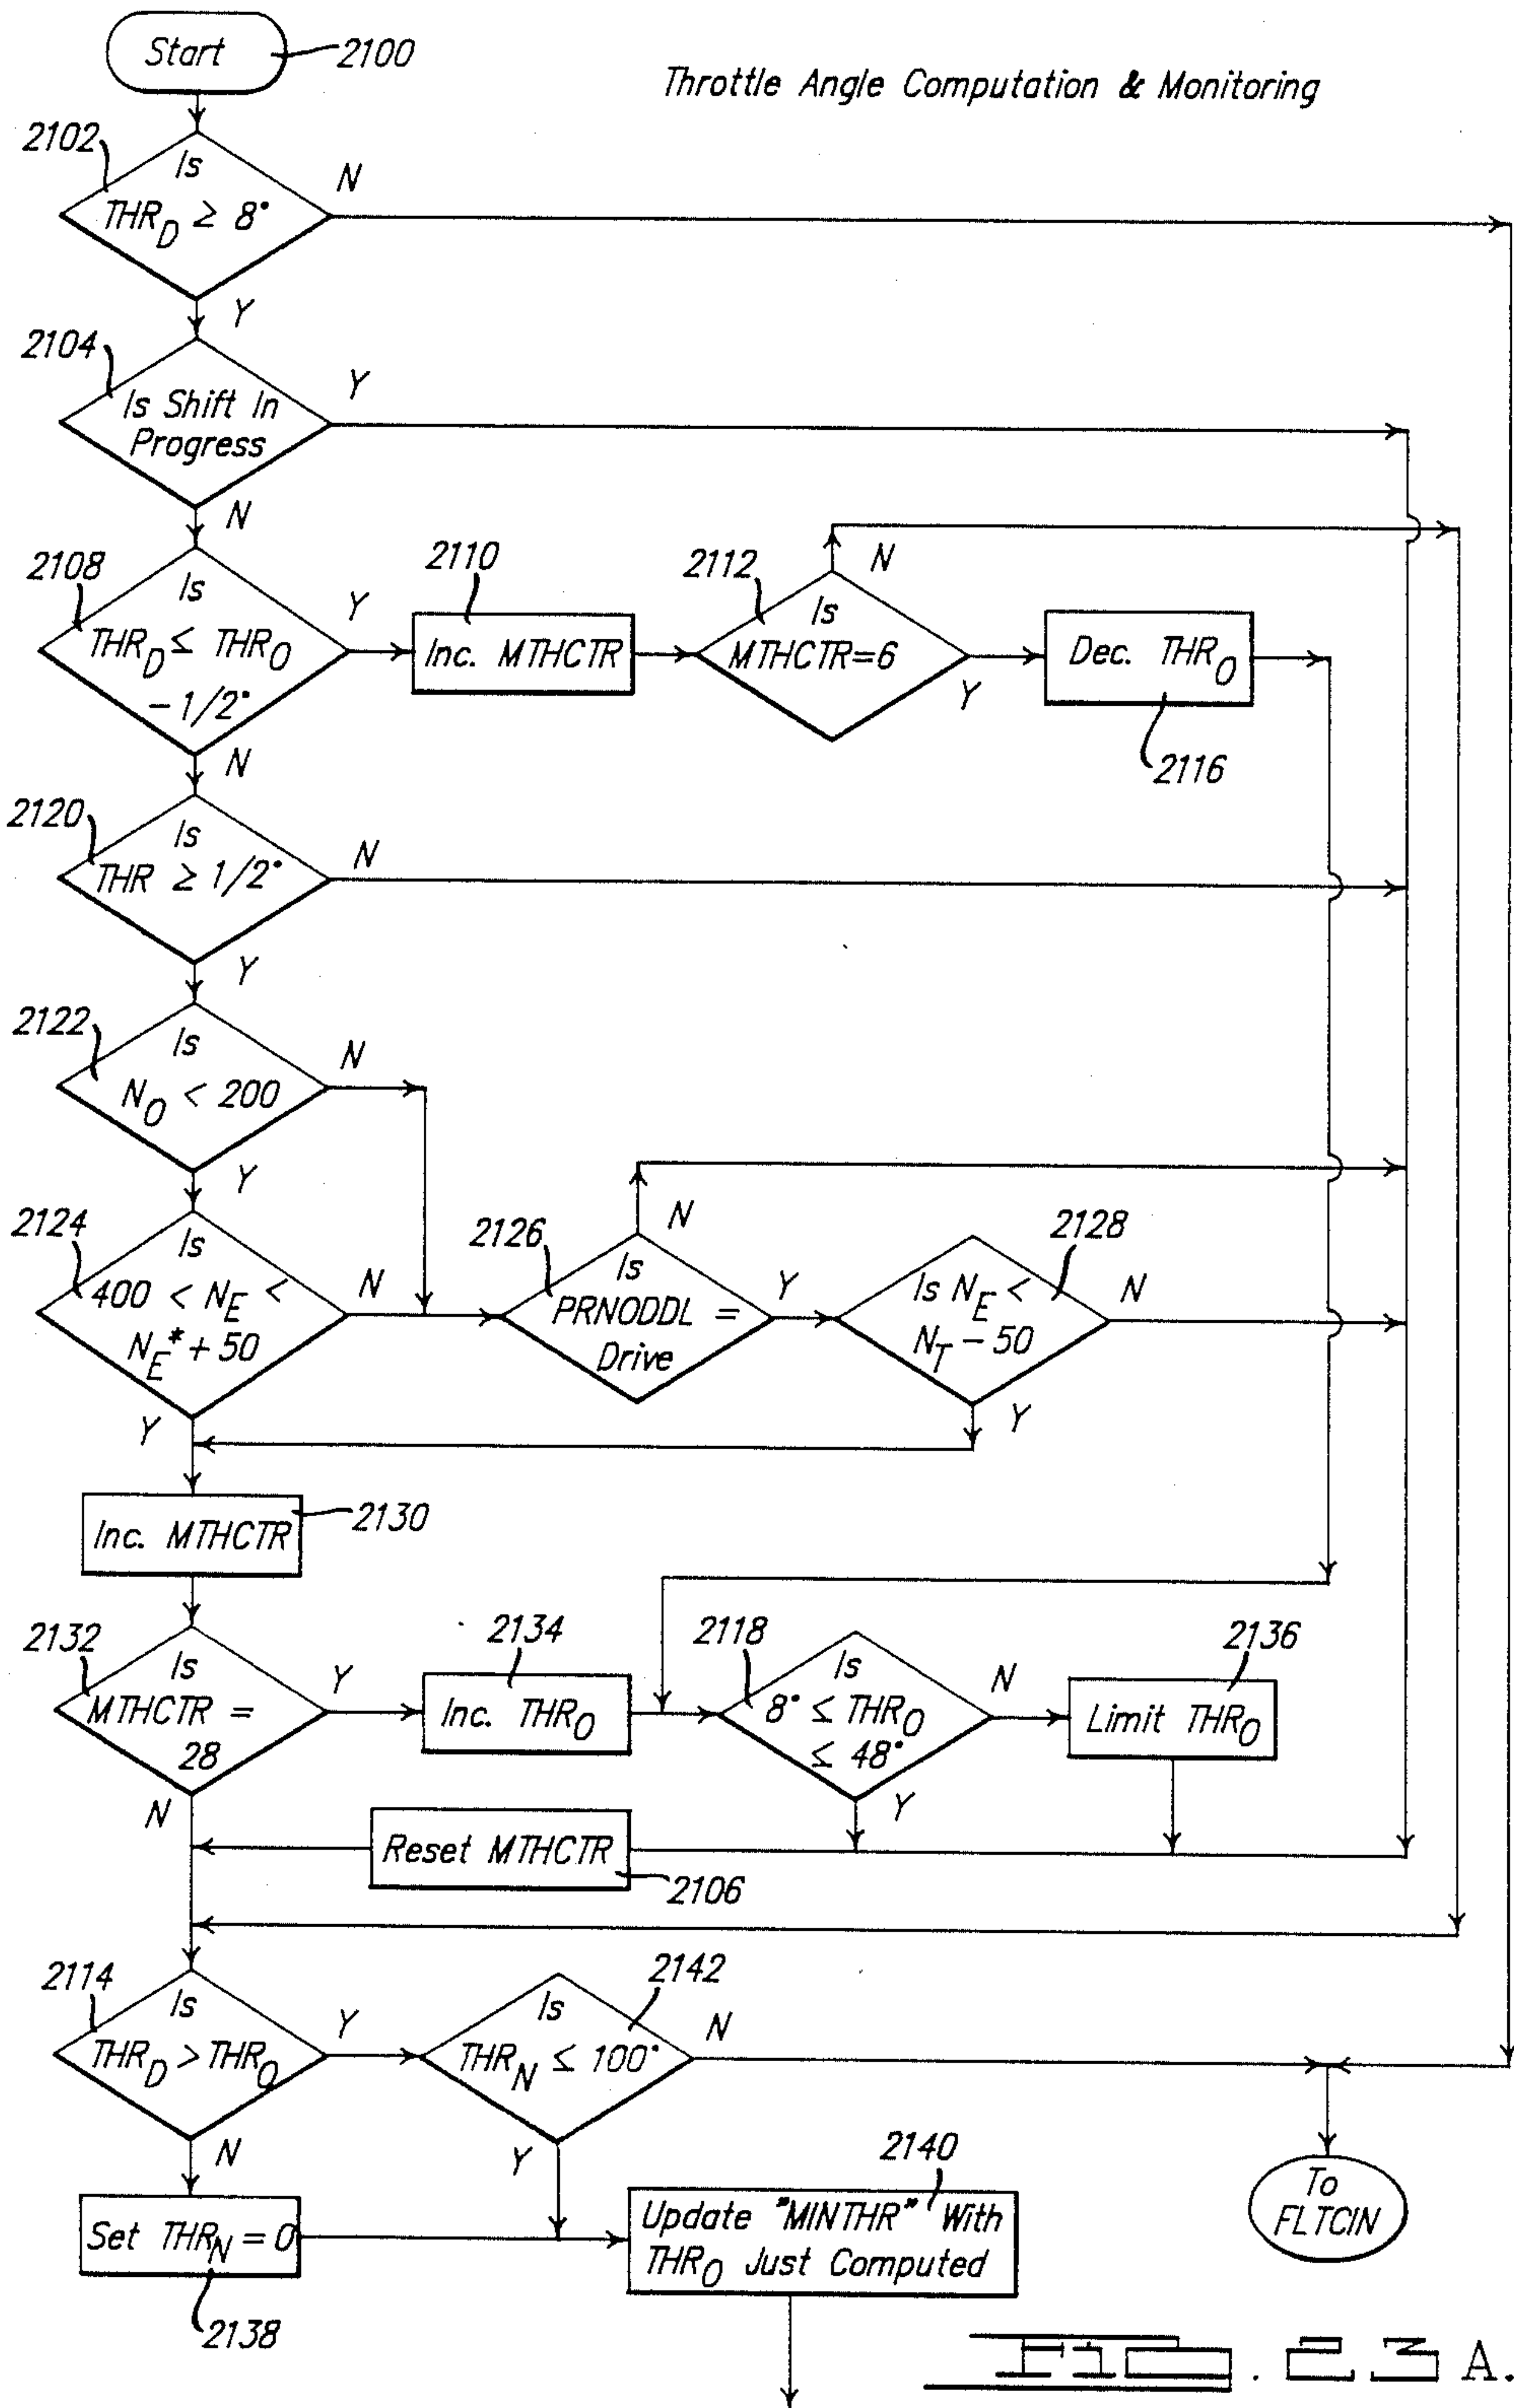 Start
2100
Throttle Angle Computation & Monitoring
2102
Is
THR_D ≥ 8°
N
Y
2104
Is Shift In
Progress
Y
N
2108
Is
THR_D ≤ THR_O
- 1/2°
Y
N
2110
Inc. MTHCTR
2112
Is
MTHCTR=6
N
Y
Dec. THR_O
2116
2120
Is
THR ≥ 1/2°
N
Y
2122
Is
N_O < 200
N
Y
2124
Is
400 < N_E <
N_E* + 50
N
Y
2126
Is
PRNODDL =
Drive
N
Y
2128
Is N_E <
N_T - 50
N
Y
Inc. MTHCTR
2130
2132
Is
MTHCTR =
28
Y
N
2134
Inc. THR_O
2118
Is
8° ≤ THR_O
≤ 48°
N
Y
2136
Limit THR_O
Reset MTHCTR
2106
2114
Is
THR_D > THR_O
Y
N
2142
Is
THR_N ≤ 100°
N
Y
To
FLTCIN
Set THR_N = 0
2138
2140
Update "MINTHR" With
THR_O Just Computed
FIG. 23 A.